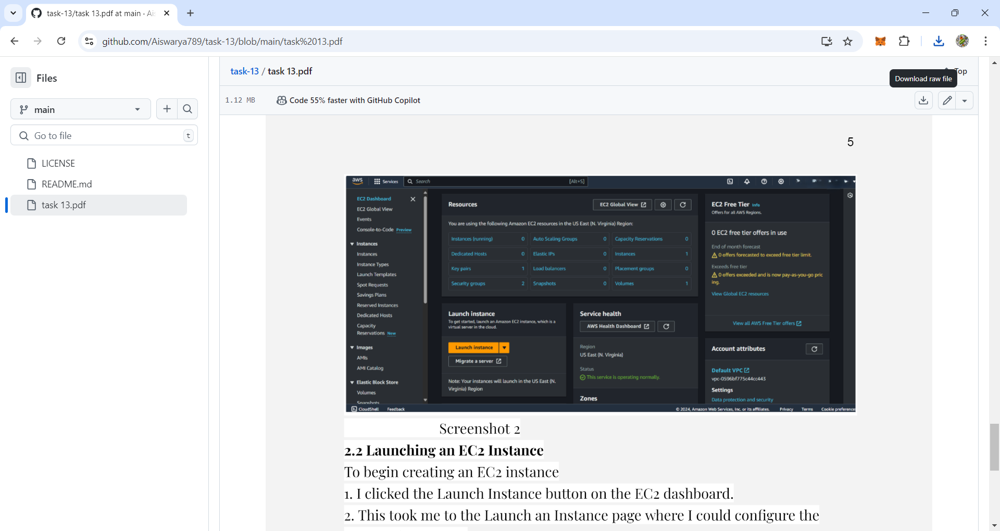 task-13/task 13.pdf at main · Ais
github.com/Aiswarya789/task-13/blob/main/task%2013.pdf
Files
main
Go to file
t
LICENSE
README.md
task 13.pdf
task-13 / task 13.pdf
Top
Download raw file
1.12 MB
Code 55% faster with GitHub Copilot
5
aws
Services
Search
[Alt+S]
EC2 Dashboard
EC2 Global View
Events
Console-to-Code Preview
Instances
Instances
Instance Types
Launch Templates
Spot Requests
Savings Plans
Reserved Instances
Dedicated Hosts
Capacity
Reservations New
Images
AMIs
AMI Catalog
Elastic Block Store
Volumes
Snapshots
Resources
EC2 Global View
You are using the following Amazon EC2 resources in the US East (N. Virginia) Region:
Instances (running) 0
Auto Scaling Groups 0
Capacity Reservations 0
Dedicated Hosts 0
Elastic IPs 0
Instances 1
Key pairs 1
Load balancers 0
Placement groups 0
Security groups 2
Snapshots 0
Volumes 1
Launch instance
To get started, launch an Amazon EC2 instance, which is a
virtual server in the cloud.
Launch instance
Migrate a server
Note: Your instances will launch in the US East (N.
Virginia) Region
Service health
AWS Health Dashboard
Region
US East (N. Virginia)
Status
This service is operating normally.
Zones
EC2 Free Tier Info
Offers for all AWS Regions.
0 EC2 free tier offers in use
End of month forecast
0 offers forecasted to exceed free tier limit.
Exceeds free tier
0 offers exceeded and is now pay-as-you-go pric
ing.
View Global EC2 resources
View all AWS Free Tier offers
Account attributes
Default VPC
vpc-0596bf775c44cc443
Settings
Data protection and security
CloudShell
Feedback
© 2024, Amazon Web Services, Inc. or its affiliates.
Privacy
Terms
Cookie preferences
Screenshot 2
2.2 Launching an EC2 Instance
To begin creating an EC2 instance
1. I clicked the Launch Instance button on the EC2 dashboard.
2. This took me to the Launch an Instance page where I could configure the